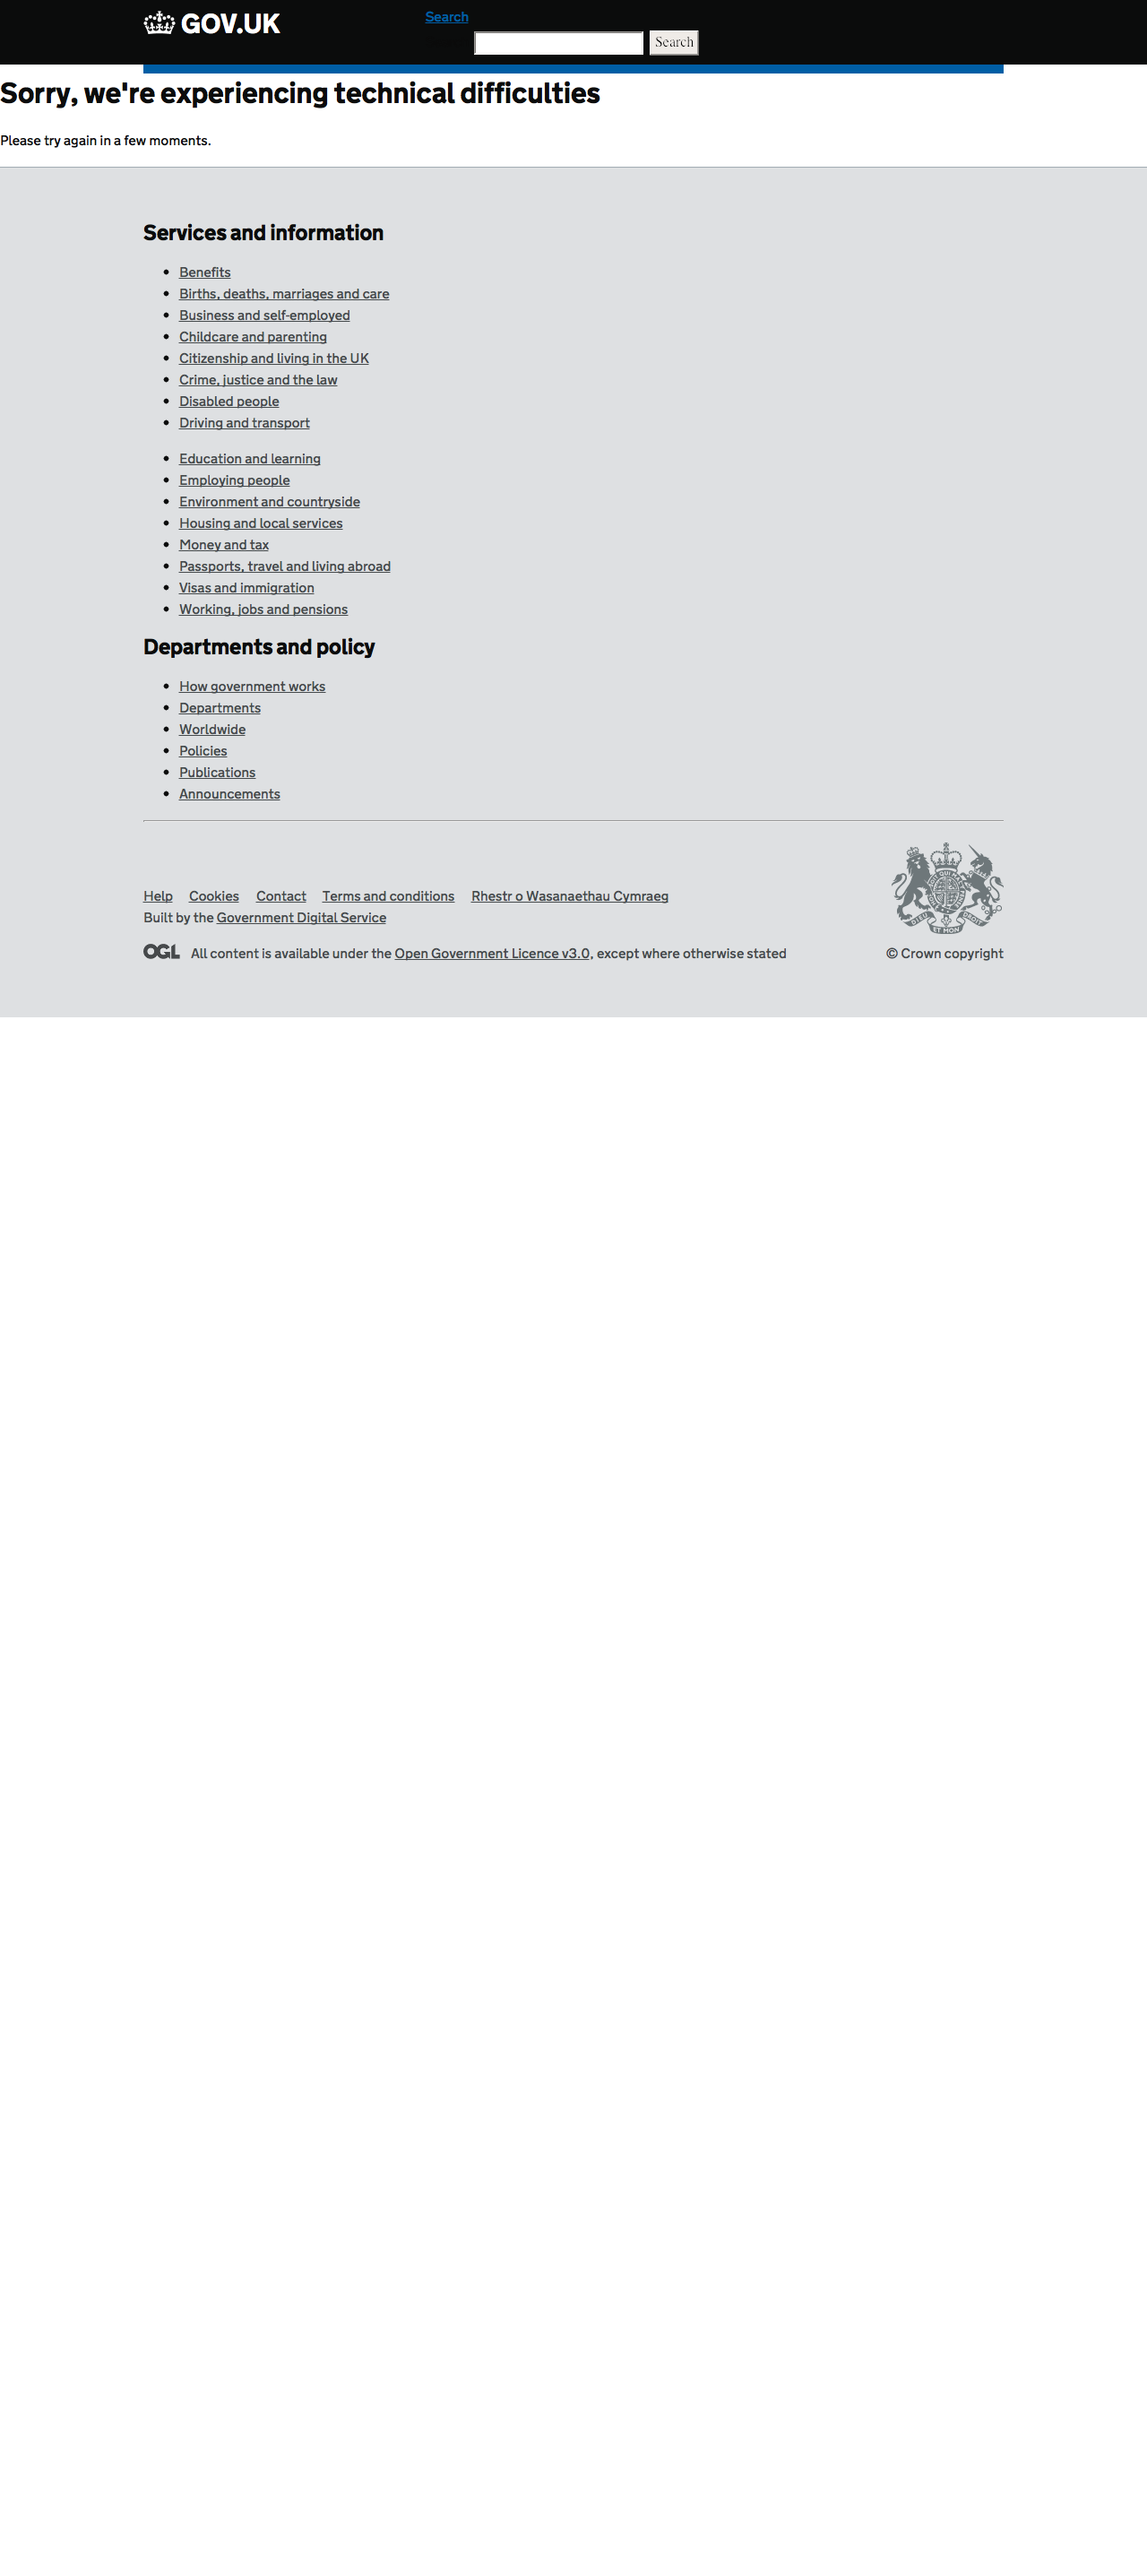 GOV.UK
Search
Search
Sorry, we're experiencing technical difficulties
Please try again in a few moments.
Services and information
Benefits
Births, deaths, marriages and care
Business and self-employed
Childcare and parenting
Citizenship and living in the UK
Crime, justice and the law
Disabled people
Driving and transport
Education and learning
Employing people
Environment and countryside
Housing and local services
Money and tax
Passports, travel and living abroad
Visas and immigration
Working, jobs and pensions
Departments and policy
How government works
Departments
Worldwide
Policies
Publications
Announcements
Help Cookies Contact Terms and conditions Rhestr o Wasanaethau Cymraeg
Built by the Government Digital Service
OGL All content is available under the Open Government Licence v3.0, except where otherwise stated
© Crown copyright